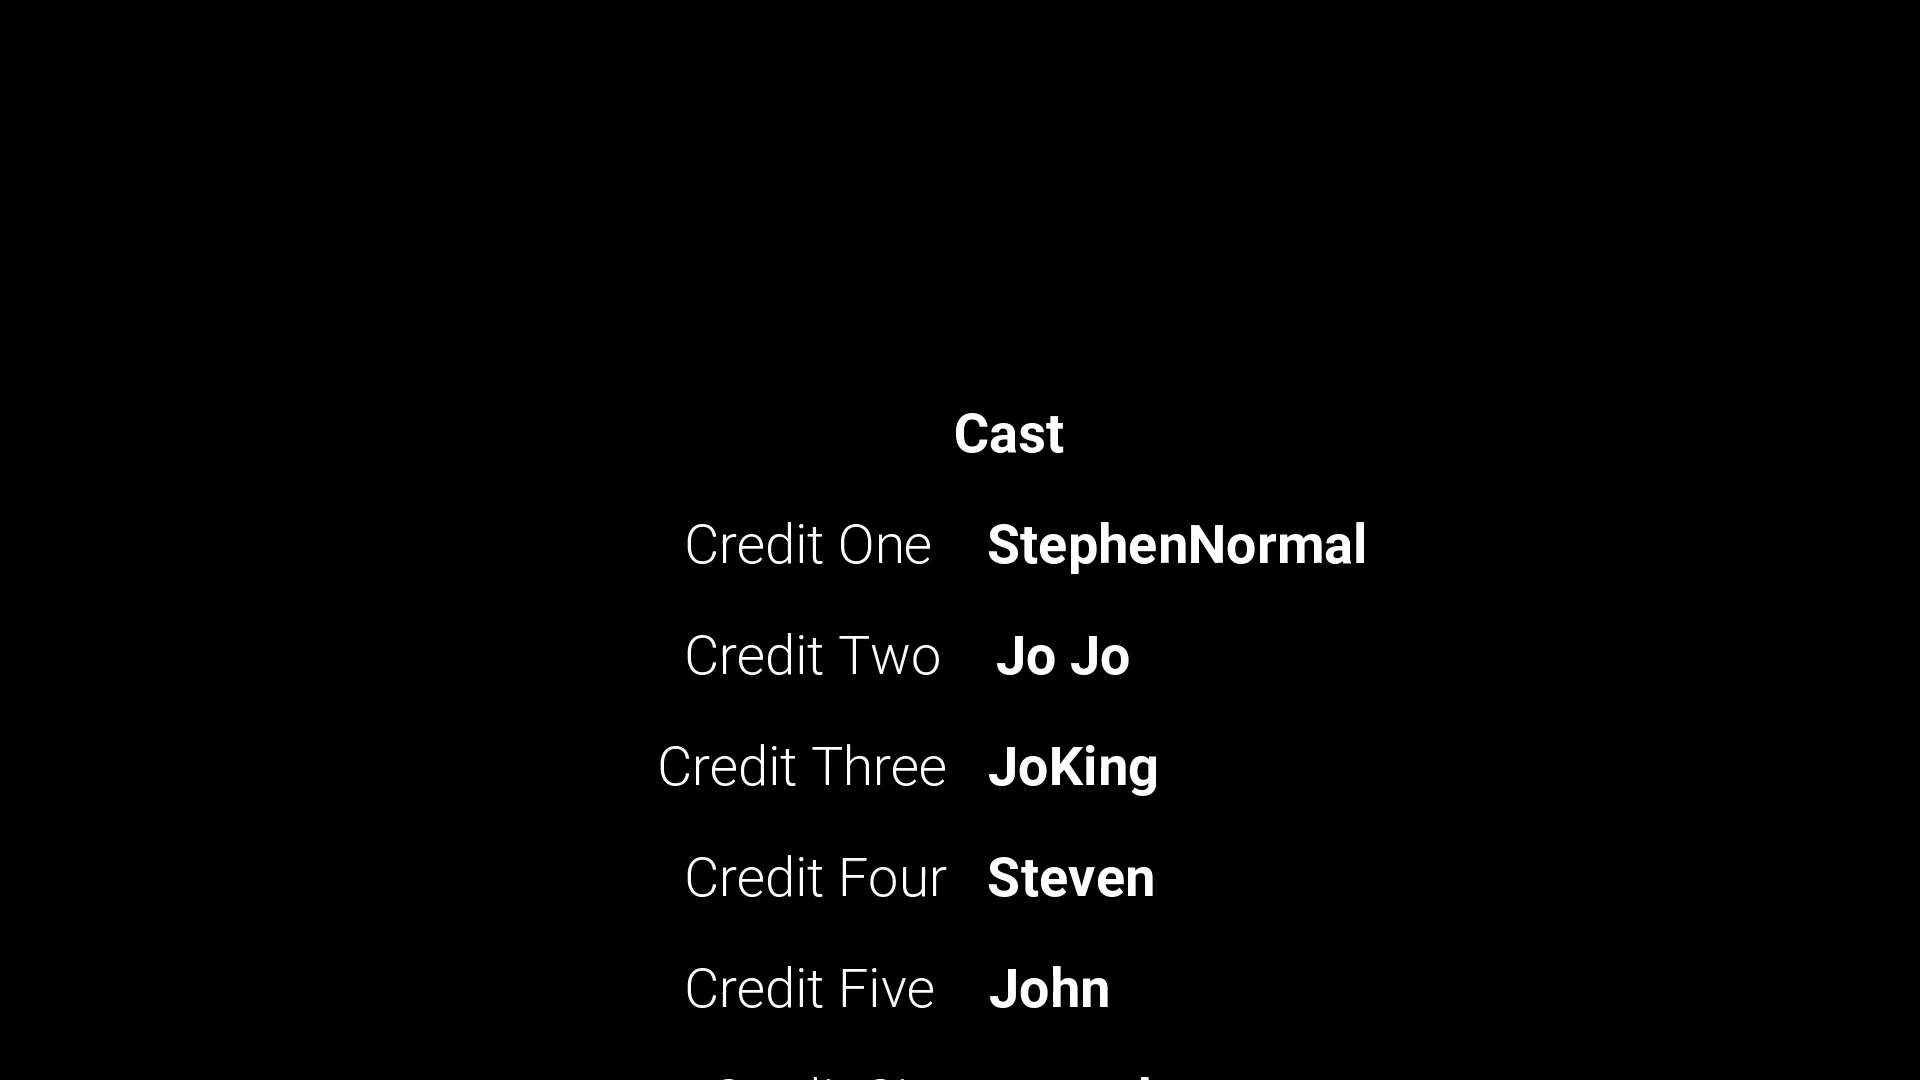 Cast
Credit One StephenNormal
Credit Two Jo Jo
Credit Three JoKing
Credit Four Steven
Credit Five John